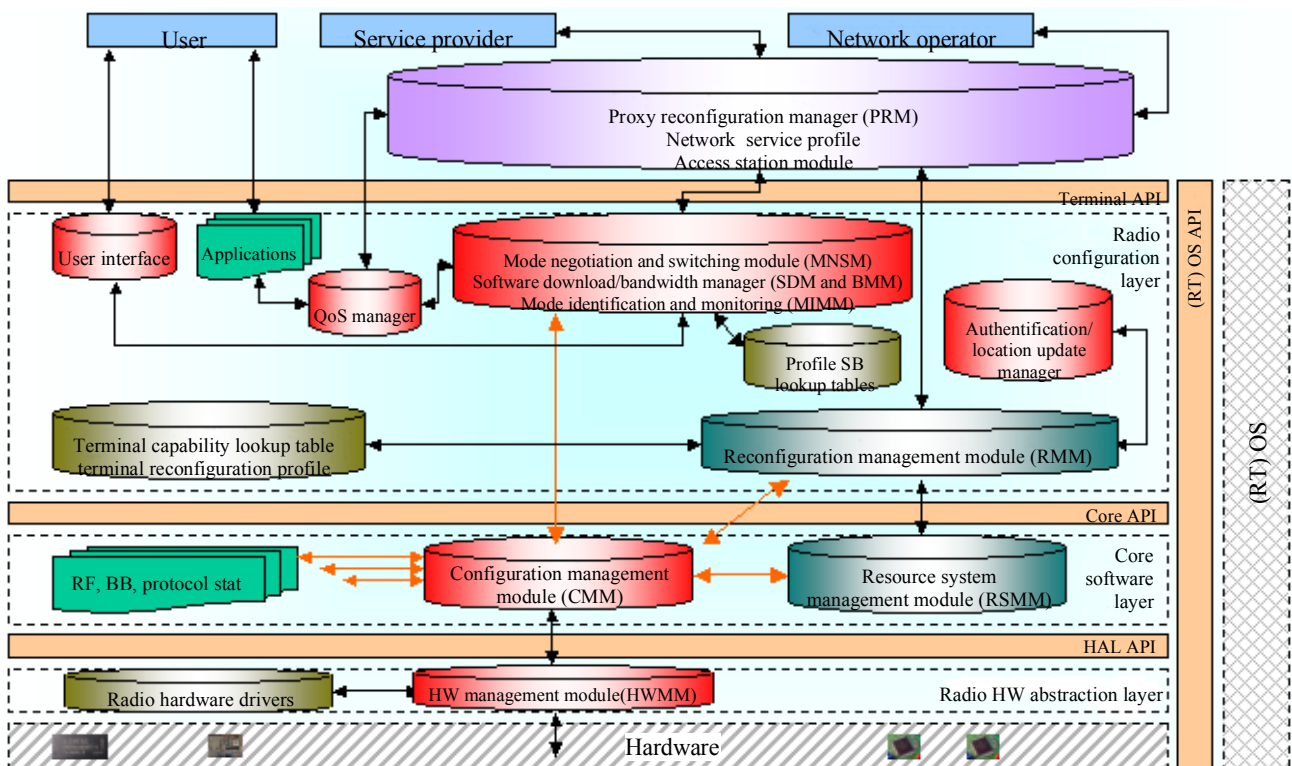 User
Service provider
Network operator
Proxy reconfiguration manager (PRM)
Network service profile
Access station module
Terminal API
User interface
Applications
QoS manager
Mode negotiation and switching module (MNSM)
Software download/bandwidth manager (SDM and BMM)
Mode identification and monitoring (MIMM)
Radio
configuration
layer
Profile SB
lookup tables
Authentification/
location update
manager
Terminal capability lookup table
terminal reconfiguration profile
Reconfiguration management module (RMM)
Core API
RF, BB, protocol stat
Configuration management
module (CMM)
Resource system
management module (RSMM)
Core
software
layer
HAL API
Radio hardware drivers
HW management module(HWMM)
Radio HW abstraction layer
Hardware
(RT) OS API
(RT) OS